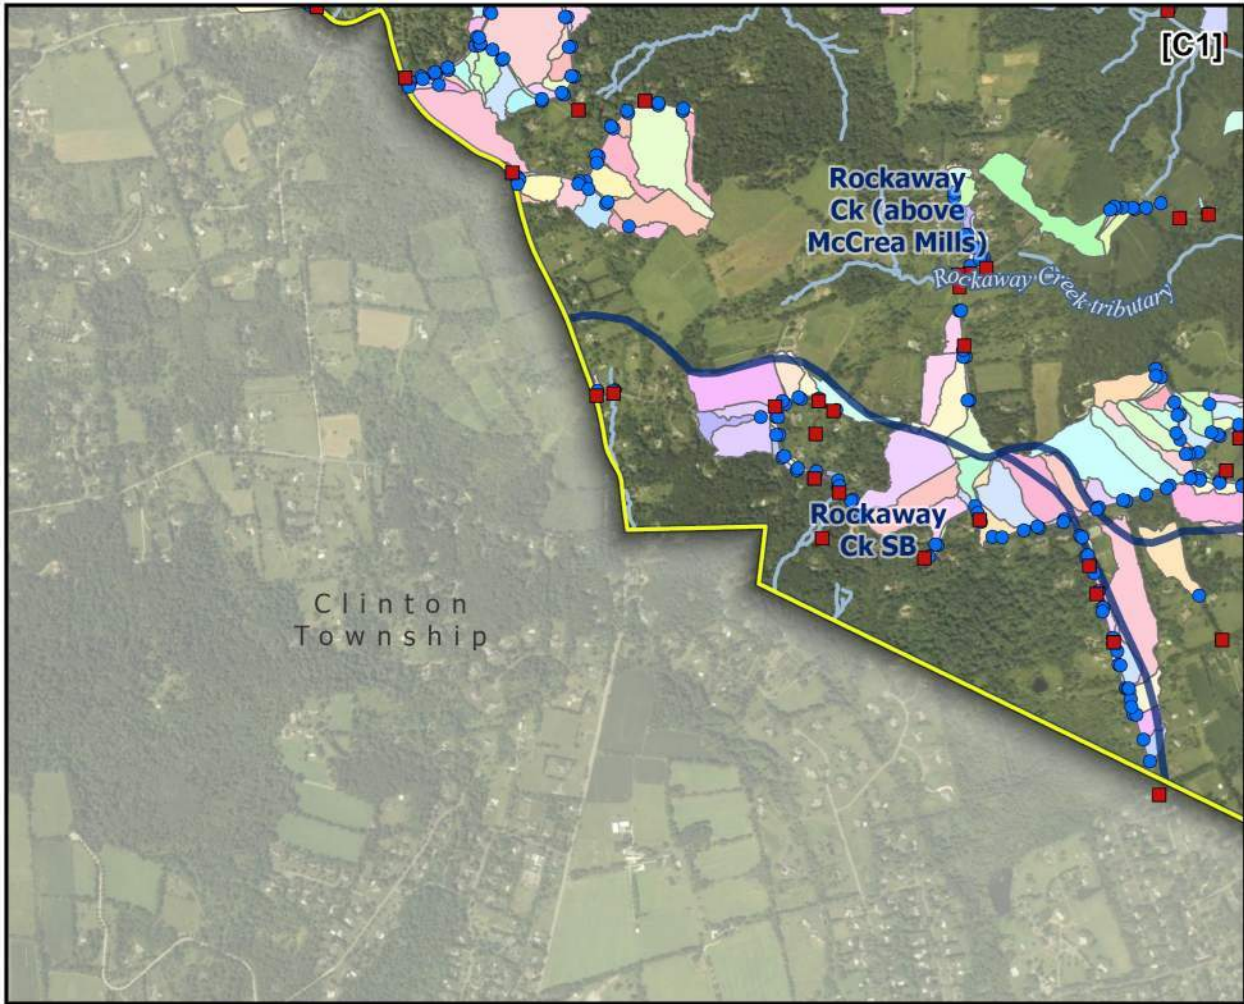 [C1]
Rockaway
Ck (above
McCrea Mills)
Rockaway Creek tributary
Rockaway
Ck SB
Clinton
Township